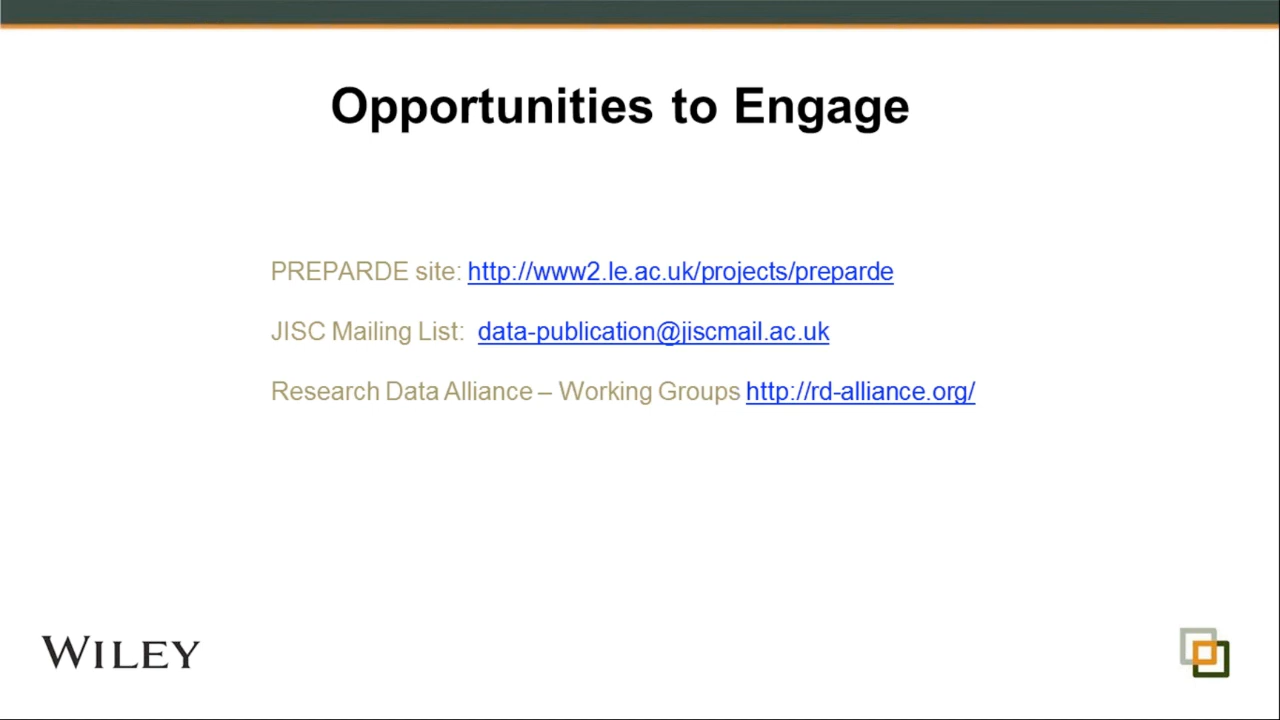 Opportunities to Engage
PREPARDE site: http://www2.le.ac.uk/projects/preparde
JISC Mailing List: data-publication@jiscmail.ac.uk
Research Data Alliance – Working Groups http://rd-alliance.org/
WILEY